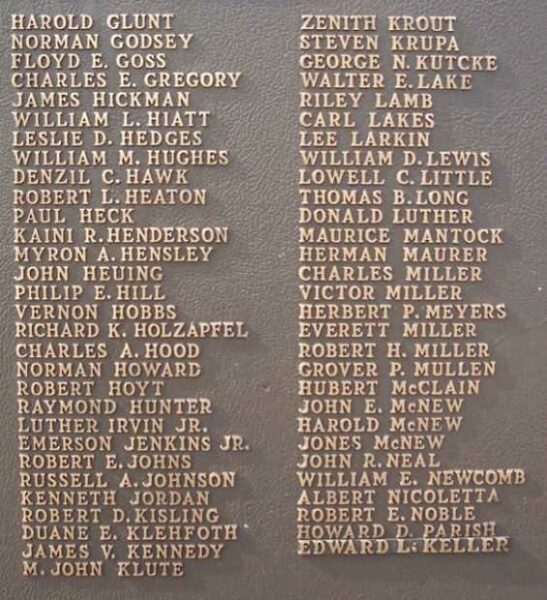 HAROLD GLUNT
NORMAN GODSEY
FLOYD E. GOSS
CHARLES E. GREGORY
JAMES HICKMAN
WILLIAM L. HIATT
LESLIE D. HEDGES
WILLIAM M. HUGHES
DENZIL C. HAWK
ROBERT L. HEATON
PAUL HECK
KAINI R. HENDERSON
MYRON A. HENSLEY
JOHN HEUING
PHILIP E. HILL
VERNON HOBBS
RICHARD K. HOLZAPFEL
CHARLES A. HOOD
NORMAN HOWARD
ROBERT HOYT
RAYMOND HUNTER
LUTHER IRVIN JR.
EMERSON JENKINS JR.
ROBERT E. JOHNS
RUSSELL A. JOHNSON
KENNETH JORDAN
ROBERT D. KISLING
DUANE E. KLEHFOTH
JAMES V. KENNEDY
M. JOHN KLUTE
ZENITH KROUT
STEVEN KRUPA
GEORGE N. KUTCKE
WALTER E. LAKE
RILEY LAMB
CARL LAKES
LEE LARKIN
WILLIAM D. LEWIS
LOWELL C. LITTLE
THOMAS B. LONG
DONALD LUTHER
MAURICE MANTOCK
HERMAN MAURER
CHARLES MILLER
VICTOR MILLER
HERBERT P. MEYERS
EVERETT MILLER
ROBERT H. MILLER
GROVER P. MULLEN
HUBERT McCLAIN
JOHN E. McNEW
HAROLD McNEW
JONES McNEW
JOHN R. NEAL
WILLIAM E. NEWCOMB
ALBERT NICOLETTA
ROBERT E. NOBLE
HOWARD D. PARISH
EDWARD L. KELLER